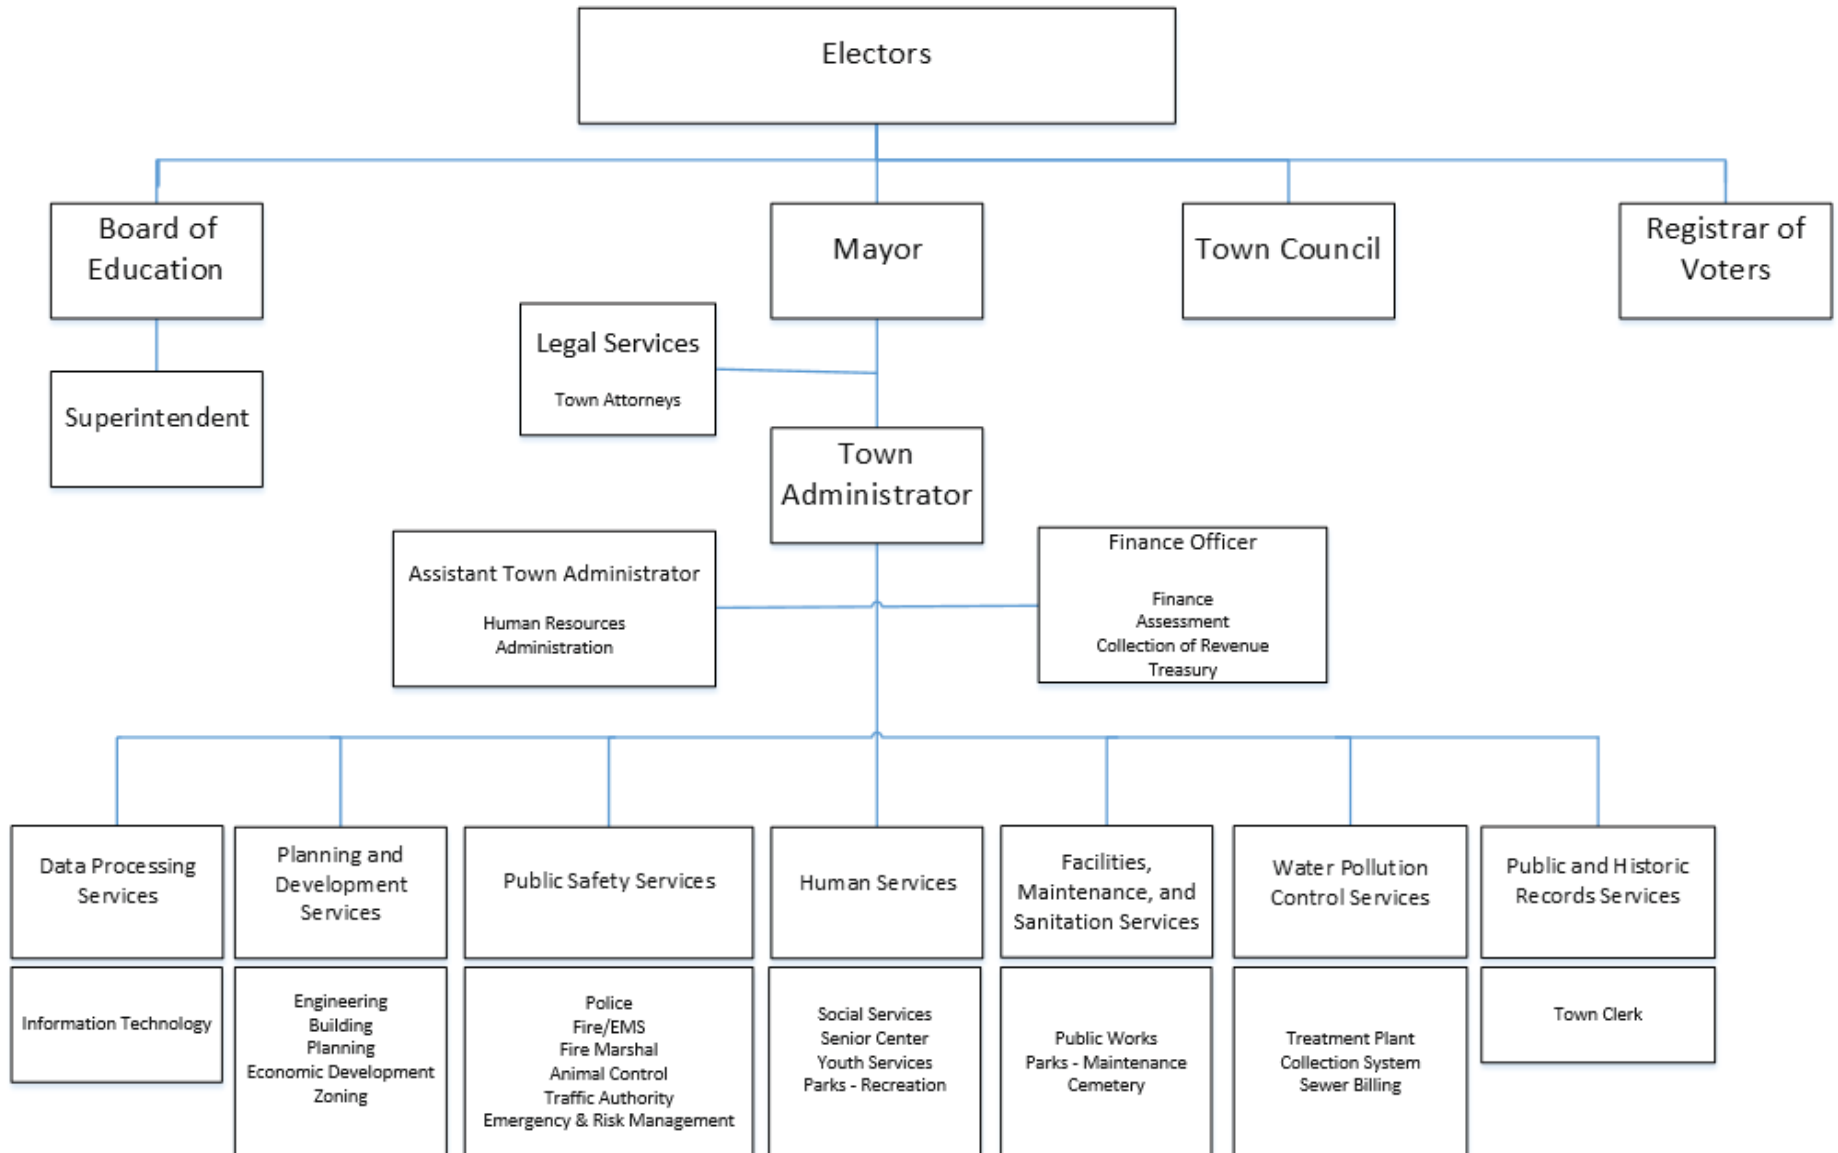 Electors
Board of
Education
Mayor
Town Council
Registrar of
Voters
Legal Services
Town Attorneys
Superintendent
Town
Administrator
Assistant Town Administrator
Human Resources
Administration
Finance Officer
Finance
Assessment
Collection of Revenue
Treasury
Data Processing
Services
Planning and
Development
Services
Public Safety Services
Human Services
Facilities,
Maintenance, and
Sanitation Services
Water Pollution
Control Services
Public and Historic
Records Services
Information Technology
Engineering
Building
Planning
Economic Development
Zoning
Police
Fire/EMS
Fire Marshal
Animal Control
Traffic Authority
Emergency & Risk Management
Social Services
Senior Center
Youth Services
Parks - Recreation
Public Works
Parks - Maintenance
Cemetery
Treatment Plant
Collection System
Sewer Billing
Town Clerk